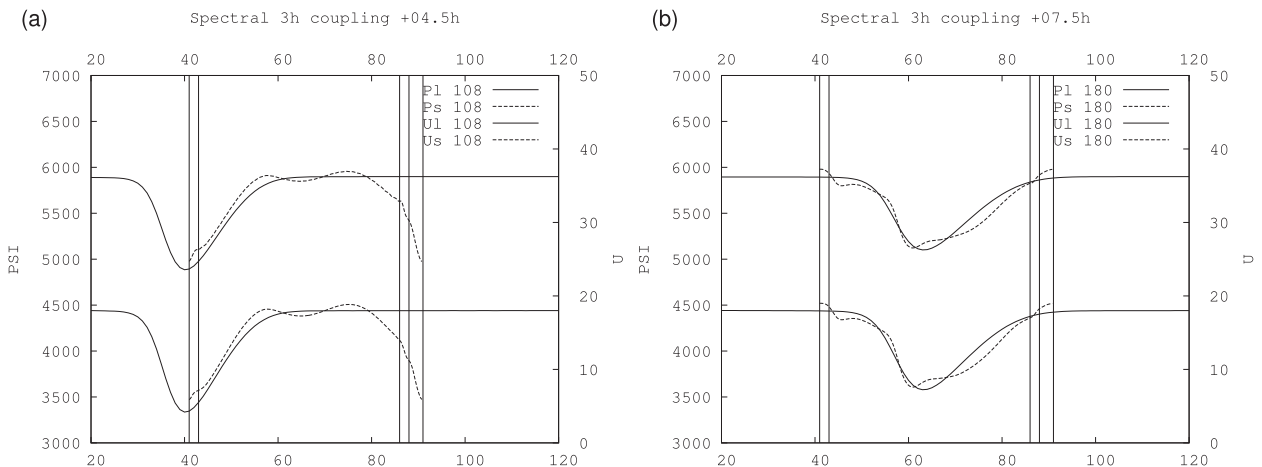 (a)
Spectral 3h coupling +04.5h
20 40 60 80 100 120
7000 50
Pl 108
6500
Ps 108
Ul 108
40
Us 108
6000
5500
30
PSI 5000 U
20
4500
4000
10
3500
3000 0
20 40 60 80 100 120
(b)
Spectral 3h coupling +07.5h
20 40 60 80 100 120
7000 50
Pl 180
6500
Ps 180
Ul 180
40
Us 180
6000
5500
30
PSI 5000 U
20
4500
4000
10
3500
3000 0
20 40 60 80 100 120